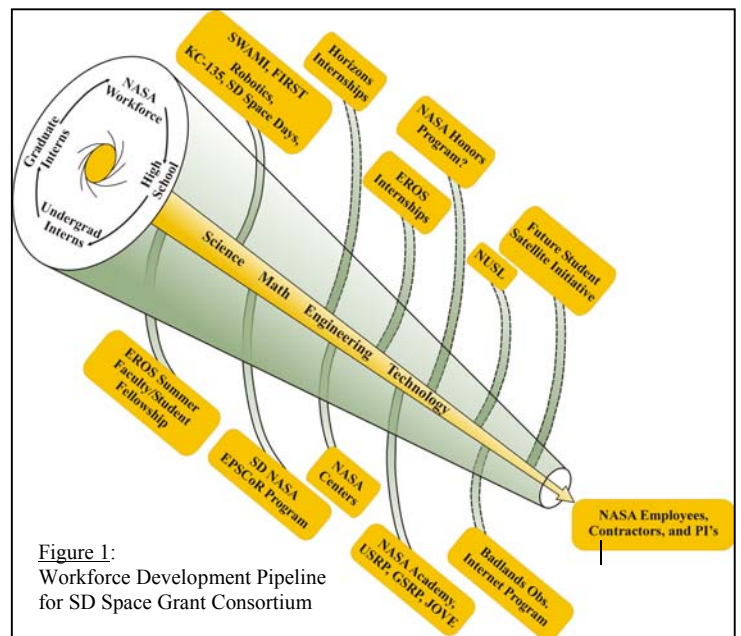 SWAMI, FIRST
Robotics,
KC-135, SD Space Days,
Horizons
Internships
NASA Honors
Program?
EROS
Internships
NUSL
Future Student
Satellite Initiative
NASA
Workforce
High
School
Undergrad
Interns
Graduate
Interns
Science Math Engineering Technology
EROS Summer
Faculty/Student
Fellowship
SD NASA
EPSCoR Program
NASA
Centers
NASA Academy,
USRP, GSRP, JOVE
Badlands Obs.
Internet Program
NASA Employees,
Contractors, and PI's
Figure 1:
Workforce Development Pipeline
for SD Space Grant Consortium